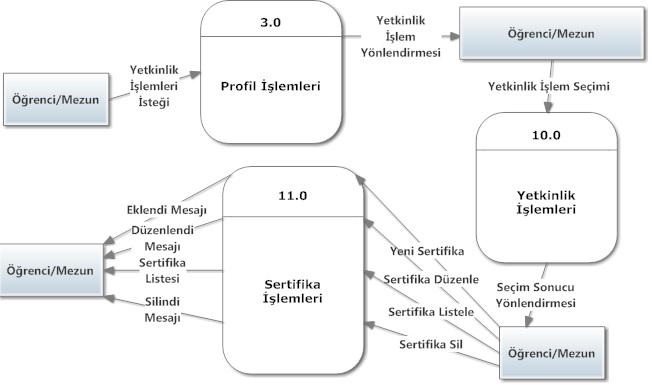 3.0
Profil İşlemleri
Öğrenci/Mezun
Yetkinlik
İşlemleri
İsteği
Yetkinlik
İşlem
Yönlendirmesi
Öğrenci/Mezun
Yetkinlik İşlem Seçimi
10.0
Yetkinlik
İşlemleri
Seçim Sonucu
Yönlendirmesi
Öğrenci/Mezun
Yeni Sertifika
Sertifika Düzenle
Sertifika Listele
Sertifika Sil
11.0
Sertifika
İşlemleri
Eklendi Mesajı
Düzenlendi
Mesajı
Sertifika
Listesi
Silindi
Mesajı
Öğrenci/Mezun